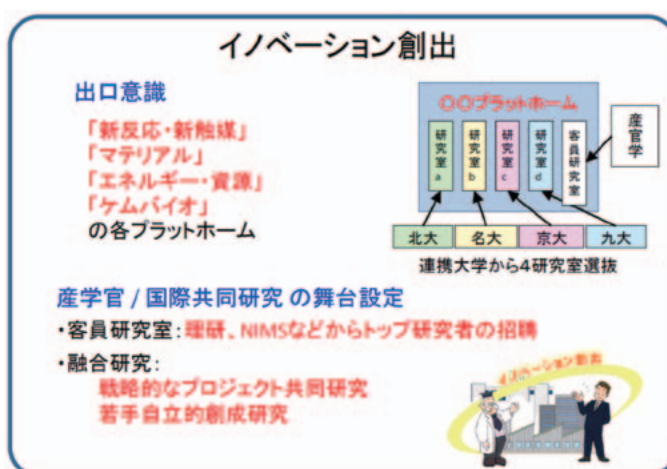 イノベーション創出
出口意識
「新反応・新触媒」
「マテリアル」
「エネルギー・資源」
「ケムバイオ」
の各プラットホーム
〇〇プラットホーム
研究室a
研究室b
研究室c
研究室d
客員研究室
産官学
北大
名大
京大
九大
連携大学から4研究室選抜
産学官 / 国際共同研究 の舞台設定
・客員研究室：理研、NIMSなどからトップ研究者の招聘
・融合研究：
戦略的なプロジェクト共同研究
若手自立的創成研究
イノベーション創出